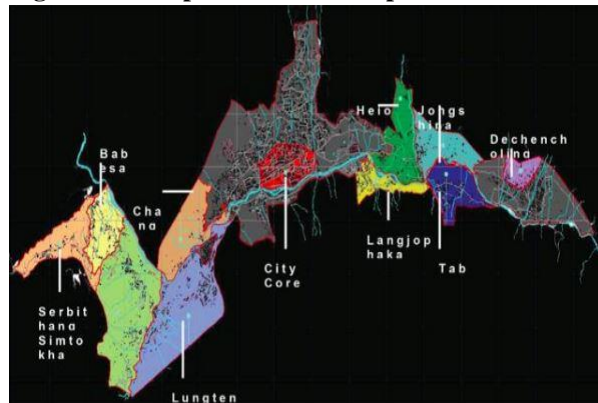 Helo
Jongs
hina
Dechench
oling
Bab
esa
Cha
ng
Langjop
haka
City
Core
Tab
Serbit
hang
Simto
kha
Lungten